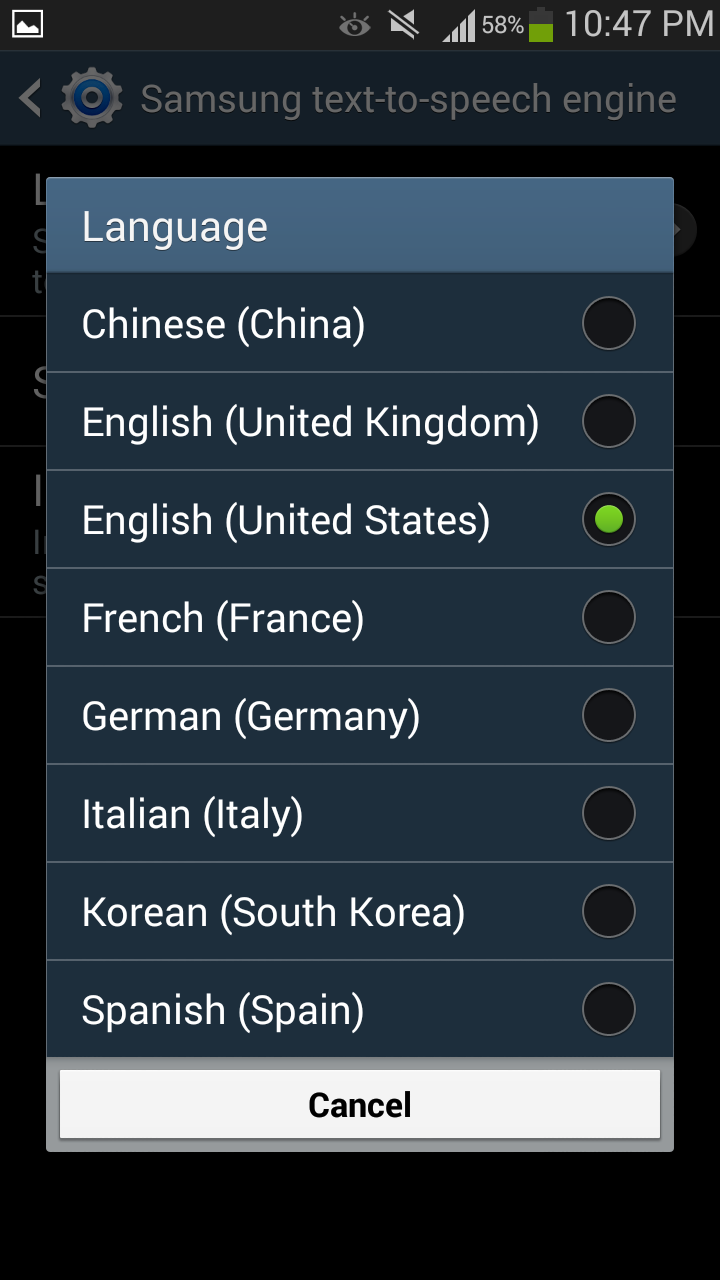 58%
10:47 PM
Samsung text-to-speech engine
Language
Chinese (China)
English (United Kingdom)
English (United States)
French (France)
German (Germany)
Italian (Italy)
Korean (South Korea)
Spanish (Spain)
Cancel